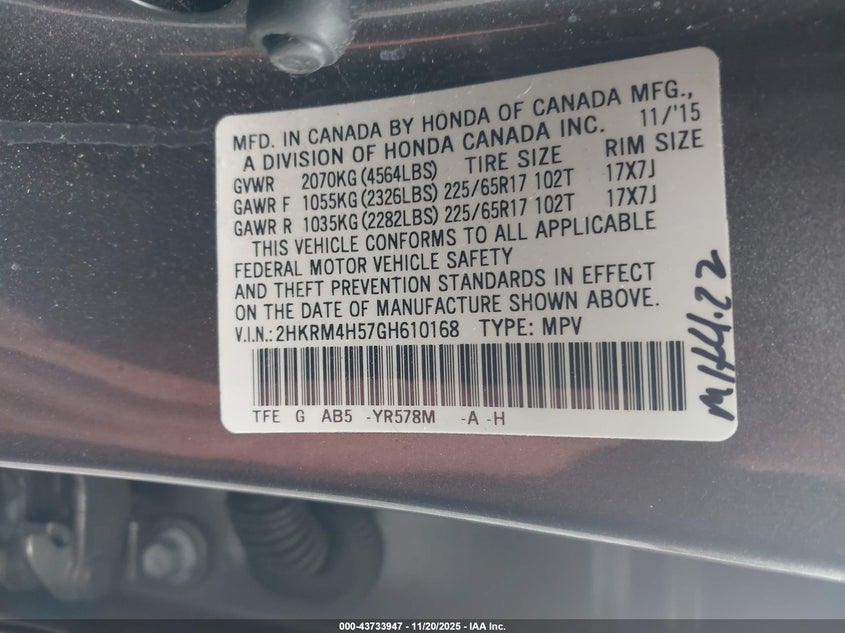 MFD. IN CANADA BY HONDA OF CANADA MFG.,
A DIVISION OF HONDA CANADA INC. 11/'15
GVWR 2070KG (4564LBS) TIRE SIZE RIM SIZE
GAWR F 1055KG (2326LBS) 225/65R17 102T 17X7J
GAWR R 1035KG (2282LBS) 225/65R17 102T 17X7J
THIS VEHICLE CONFORMS TO ALL APPLICABLE
FEDERAL MOTOR VEHICLE SAFETY
AND THEFT PREVENTION STANDARDS IN EFFECT
ON THE DATE OF MANUFACTURE SHOWN ABOVE.
V.I.N.: 2HKRM4H57GH610168 TYPE: MPV
TFE G AB5 -YR578M -A -H
000-43733947 - 11/20/2025 - IAA Inc.